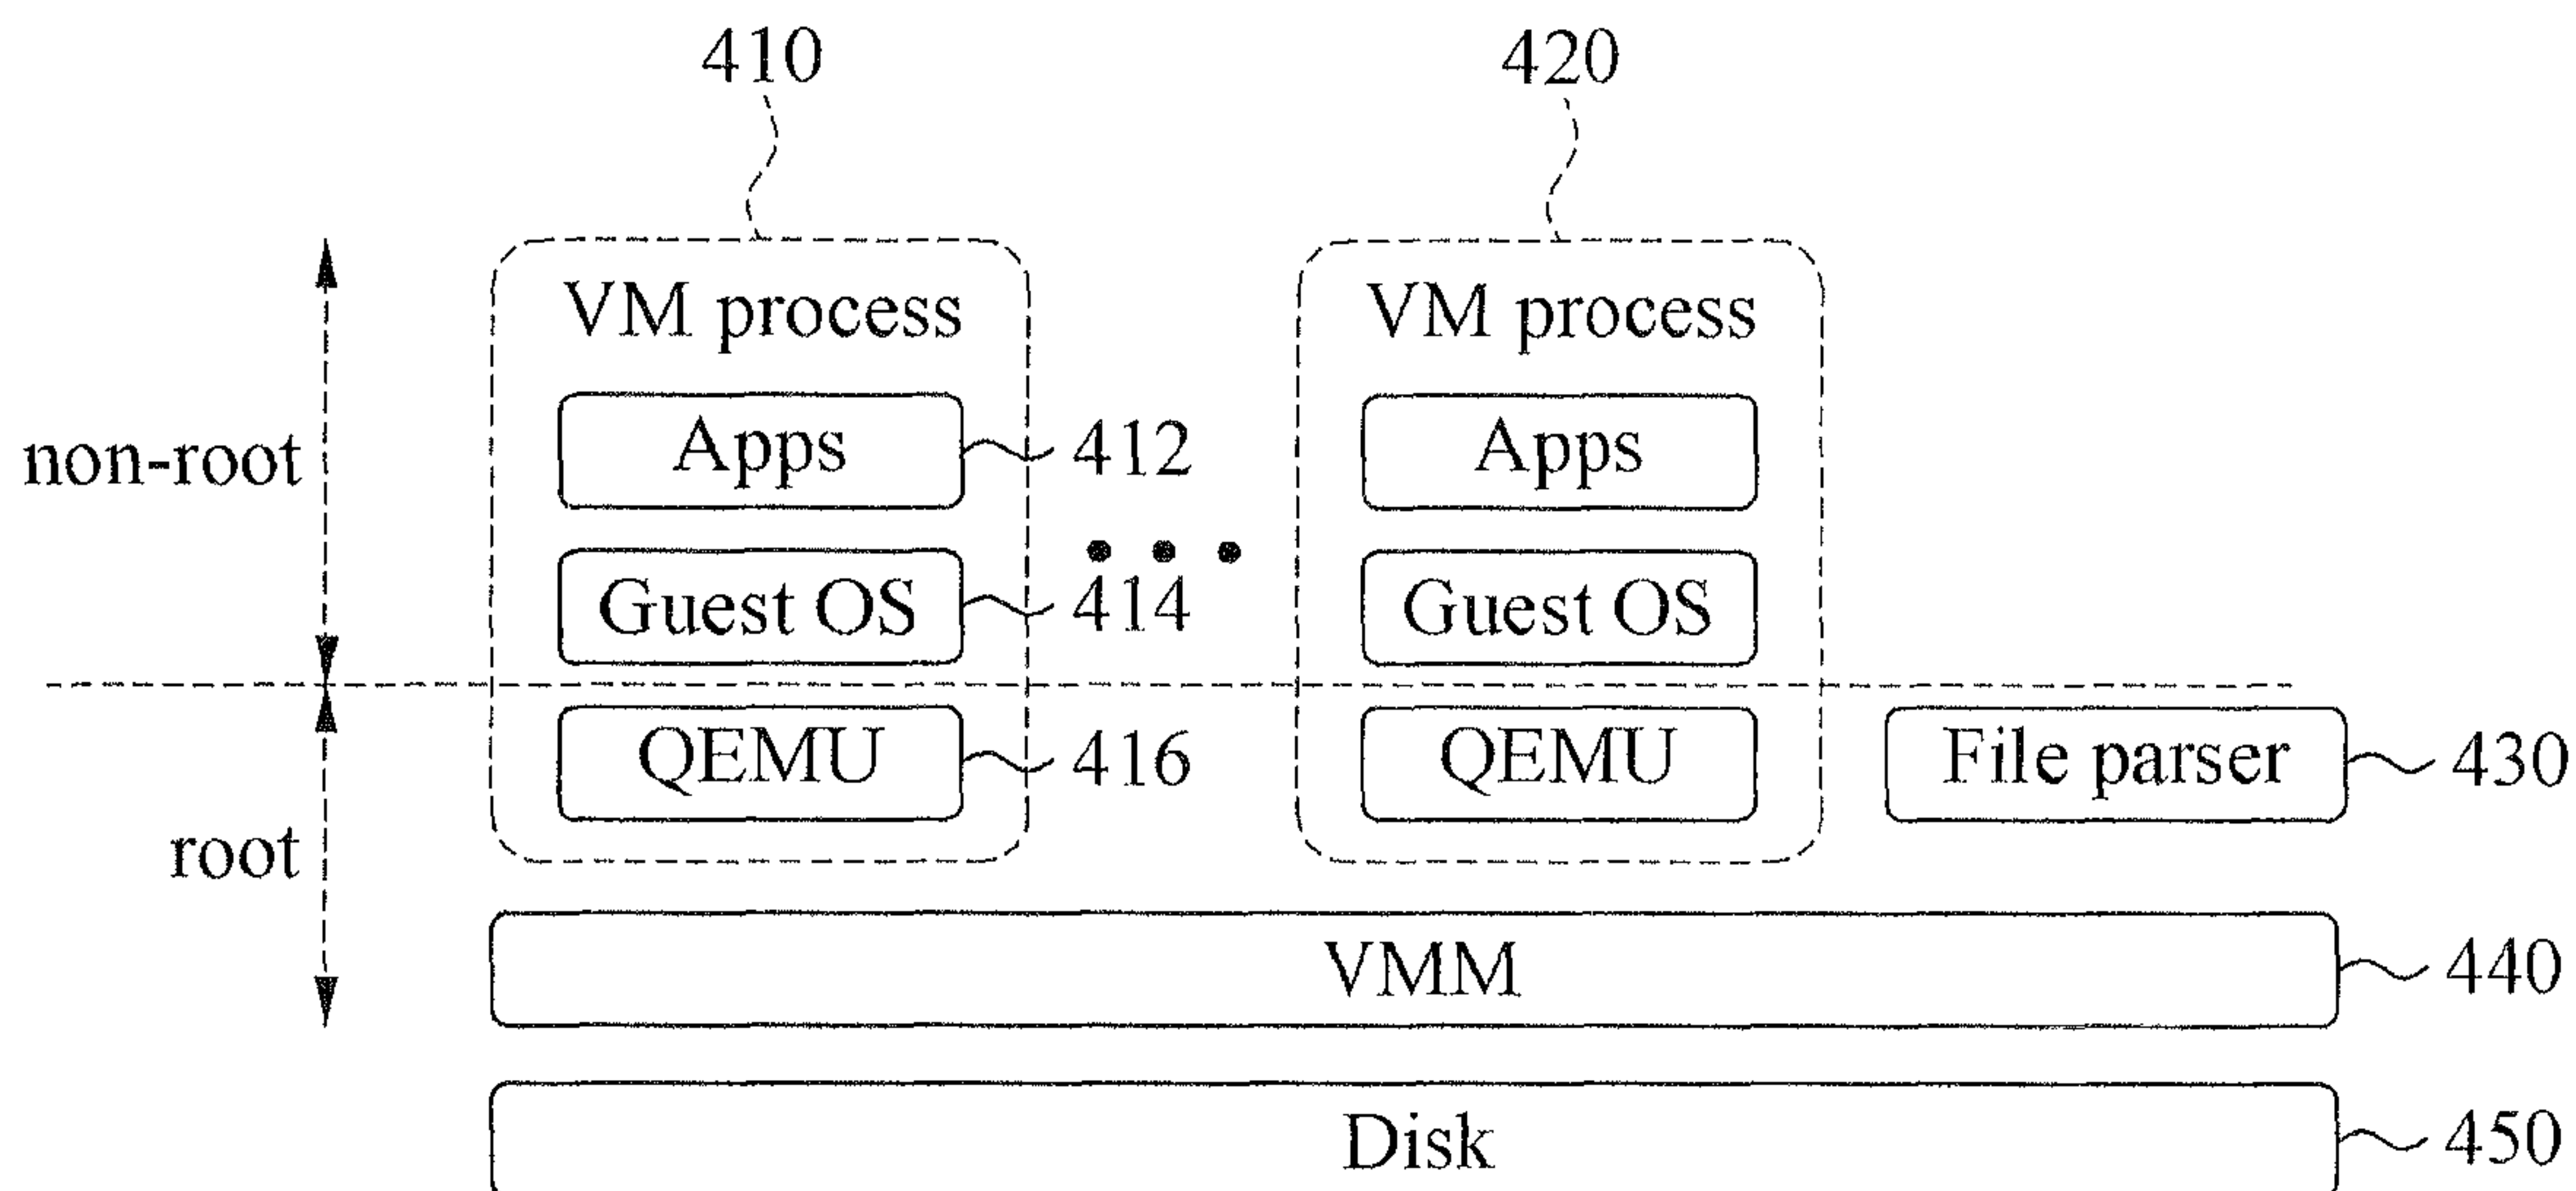 410 420
VM process VM process
Apps 412 Apps
non-root
Guest OS 414 Guest OS
QEMU 416 QEMU File parser 430
root
VMM 440
Disk 450